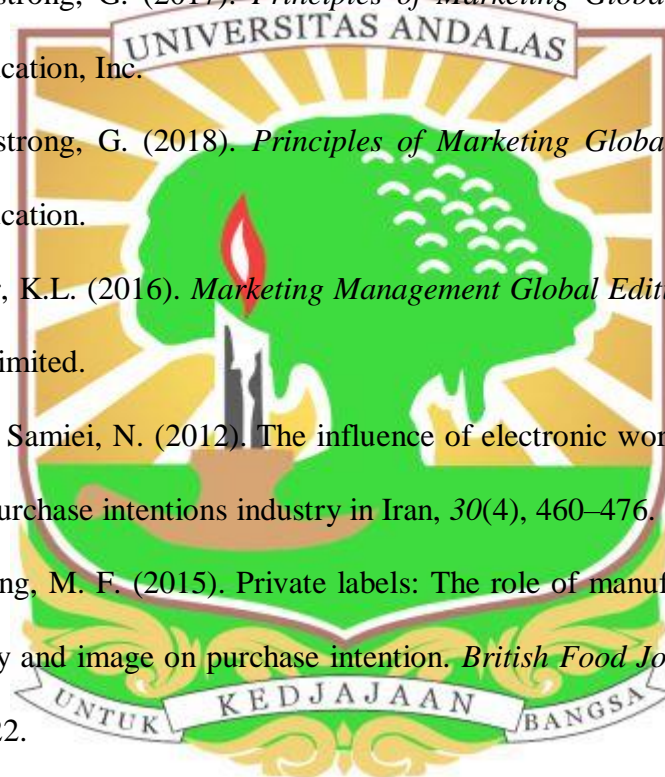 strong, G. (2017). Principles of Marketing Global
UNIVERSITAS ANDALAS
cation, Inc.
strong, G. (2018). Principles of Marketing Globa
cation.
, K.L. (2016). Marketing Management Global Editi
imited.
Samiei, N. (2012). The influence of electronic wor
urchase intentions industry in Iran, 30(4), 460–476.
ng, M. F. (2015). Private labels: The role of manuf
y and image on purchase intention. British Food Jo
22.
UNTUK KEDJAJAAN BANGSA